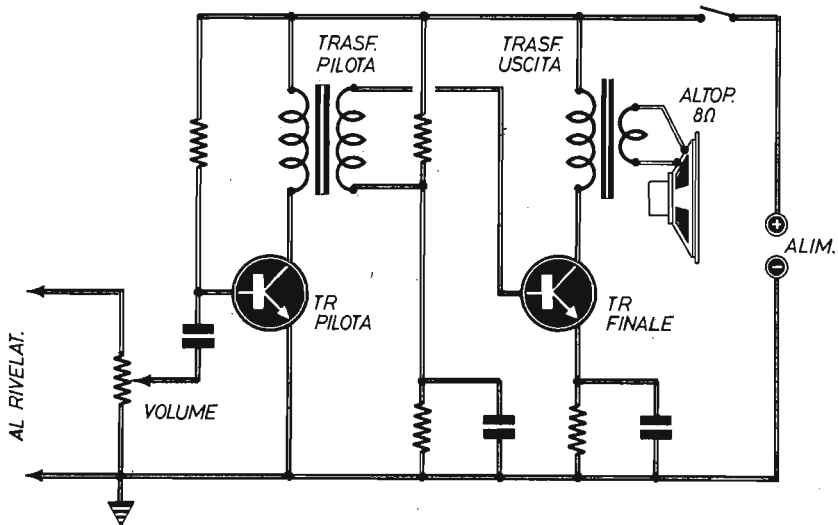 TRASF.
PILOTA
TRASF.
USCITA
ALTOP.
8Ω
+
-
ALIM.
TR
PILOTA
TR
FINALE
AL RIVELAT.
VOLUME